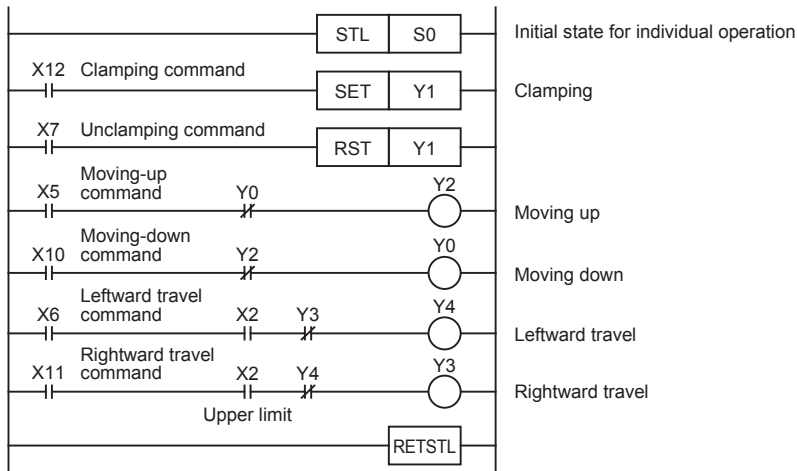 STL S0 Initial state for individual operation
X12 Clamping command
SET Y1 Clamping
X7 Unclamping command
RST Y1
Moving-up
X5 command Y0 Y2
Moving up
Moving-down
X10 command Y2 Y0
Moving down
Leftward travel
X6 command X2 Y3 Y4
Leftward travel
Rightward travel
X11 command X2 Y4 Y3
Rightward travel
Upper limit
RETSTL